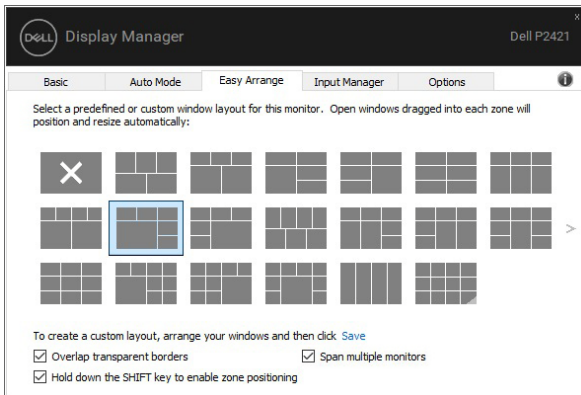 DELL Display Manager Dell P2421
Basic Auto Mode Easy Arrange Input Manager Options
Select a predefined or custom window layout for this monitor. Open windows dragged into each zone will
position and resize automatically:
To create a custom layout, arrange your windows and then click Save
Overlap transparent borders Span multiple monitors
Hold down the SHIFT key to enable zone positioning